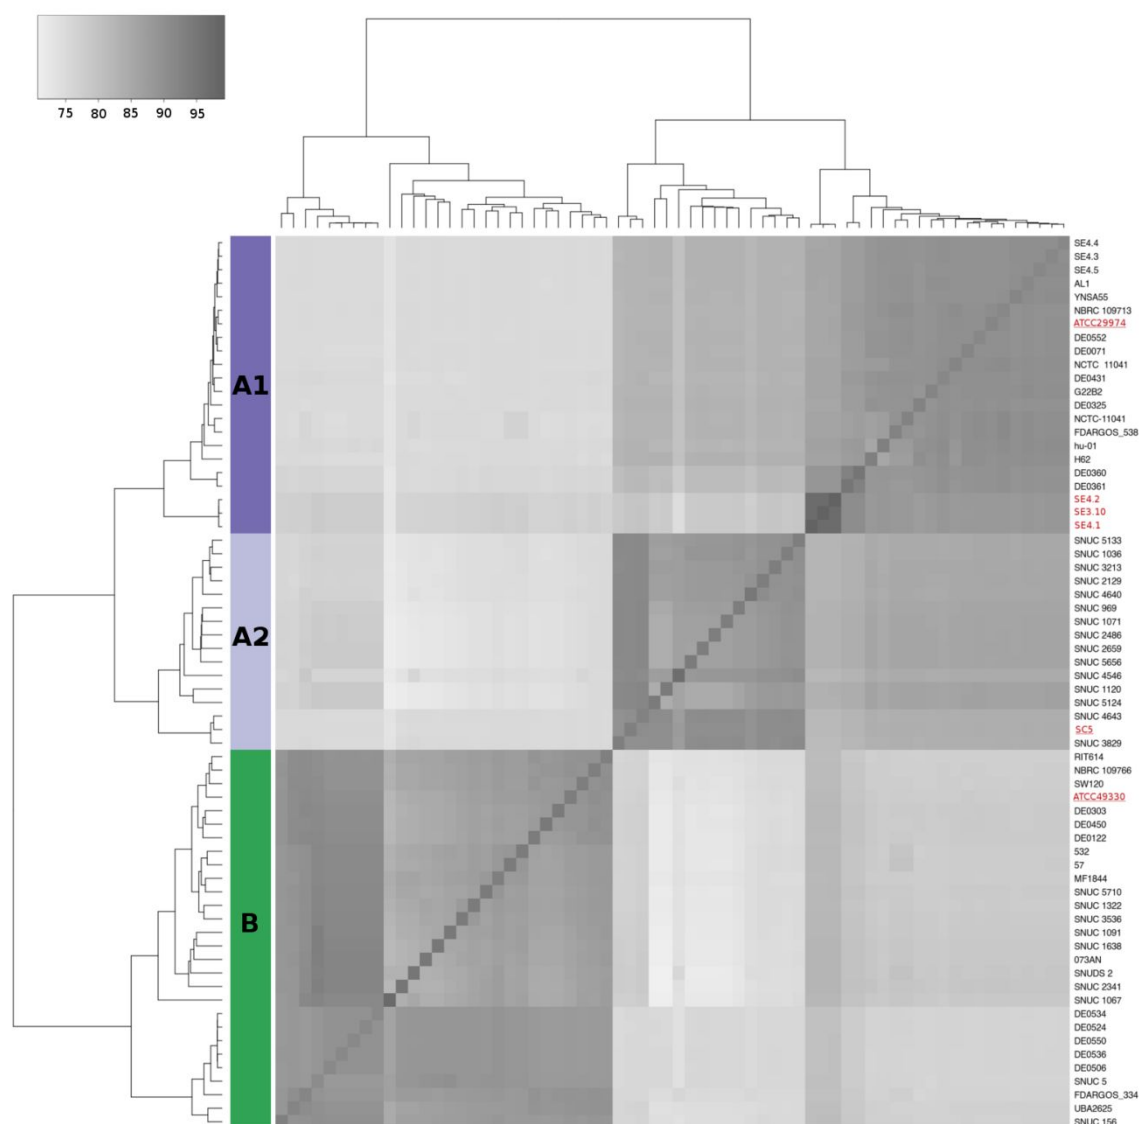 75 80 85 90 95
A1
A2
B
SE4.4
SE4.3
SE4.5
AL1
YNSA55
NBRC 109713
ATCC29974
DE0552
DE0071
NCTC 11041
DE0431
G22B2
DE0325
NCTC-11041
FDARGOS_538
hu-01
H62
DE0360
DE0361
SE4.2
SE3.10
SE4.1
SNUC 5133
SNUC 1036
SNUC 3213
SNUC 2129
SNUC 4640
SNUC 969
SNUC 1071
SNUC 2486
SNUC 2659
SNUC 5656
SNUC 4546
SNUC 1120
SNUC 5124
SNUC 4643
SC5
SNUC 3829
RIT614
NBRC 109766
SW120
ATCC49330
DE0303
DE0450
DE0122
532
57
MF1844
SNUC 5710
SNUC 1322
SNUC 3536
SNUC 1091
SNUC 1638
073AN
SNUDS 2
SNUC 2341
SNUC 1067
DE0534
DE0524
DE0550
DE0536
DE0506
SNUC 5
FDARGOS_334
UBA2625
SNUC 156